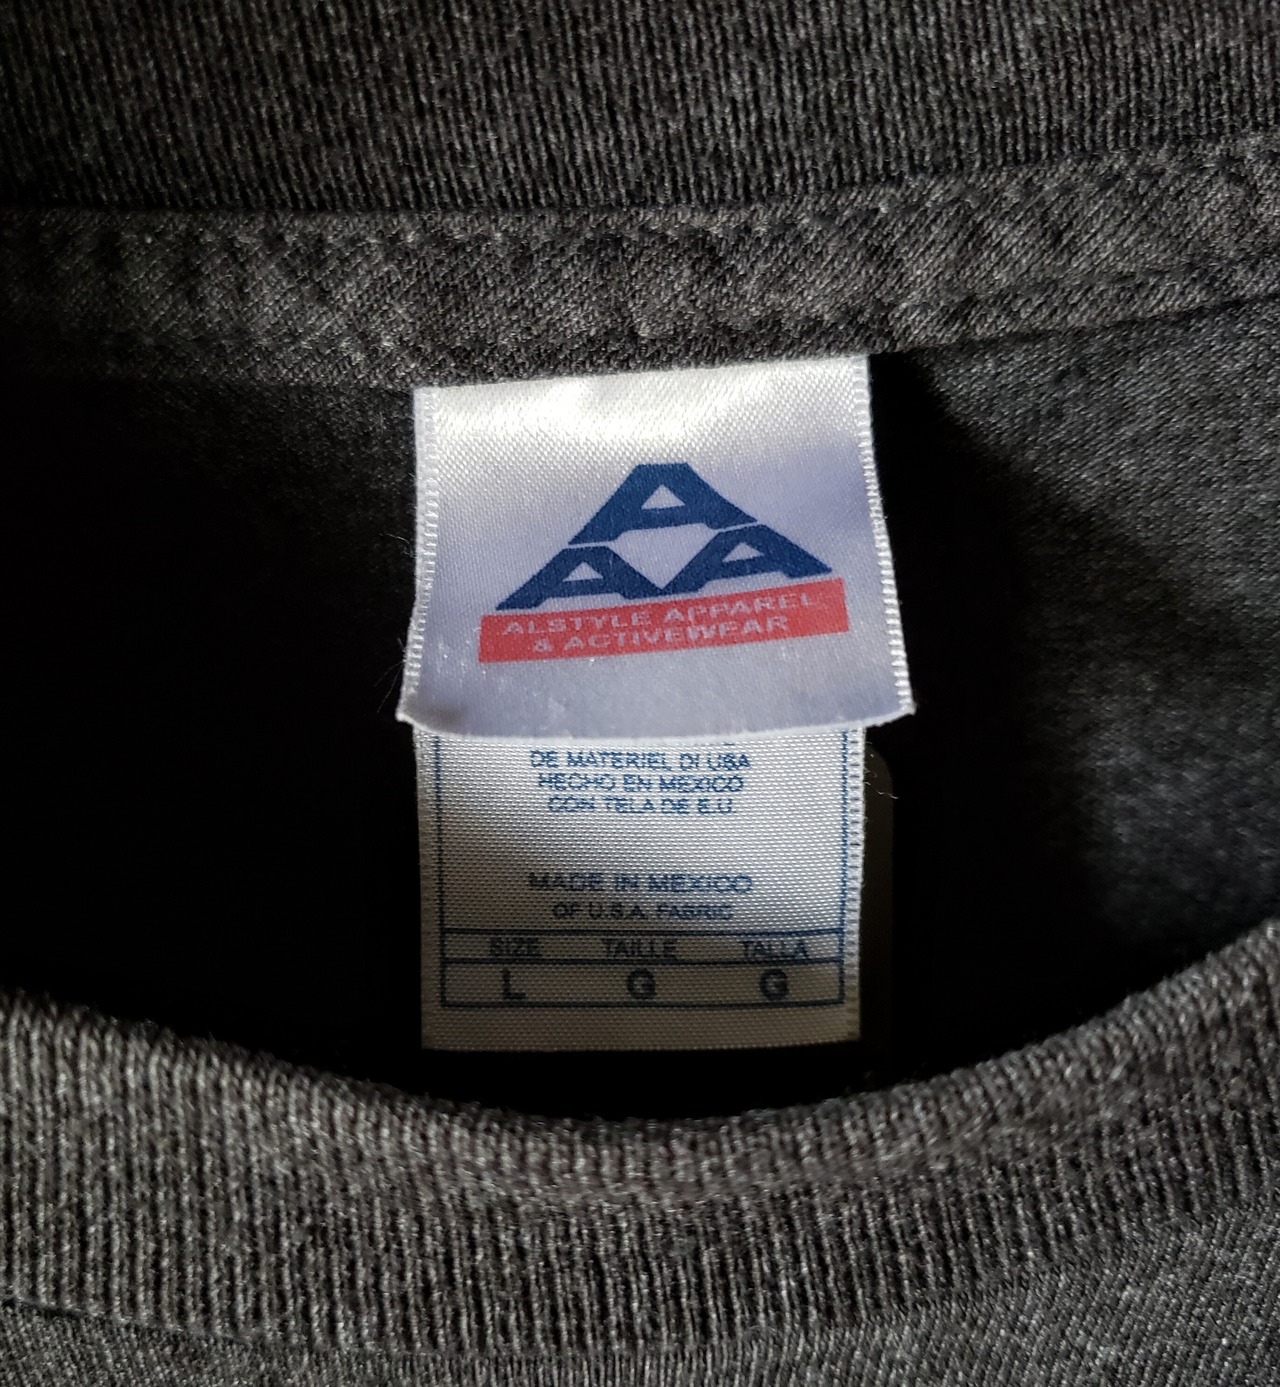 A
A A
ALSTYLE APPAREL
& ACTIVEWEAR
DE MATERIEL DI USA
HECHO EN MEXICO
CON TELA DE E.U.
MADE IN MEXICO
OF U.S.A. FABRIC
SIZE TAILLE TALLA
L G G